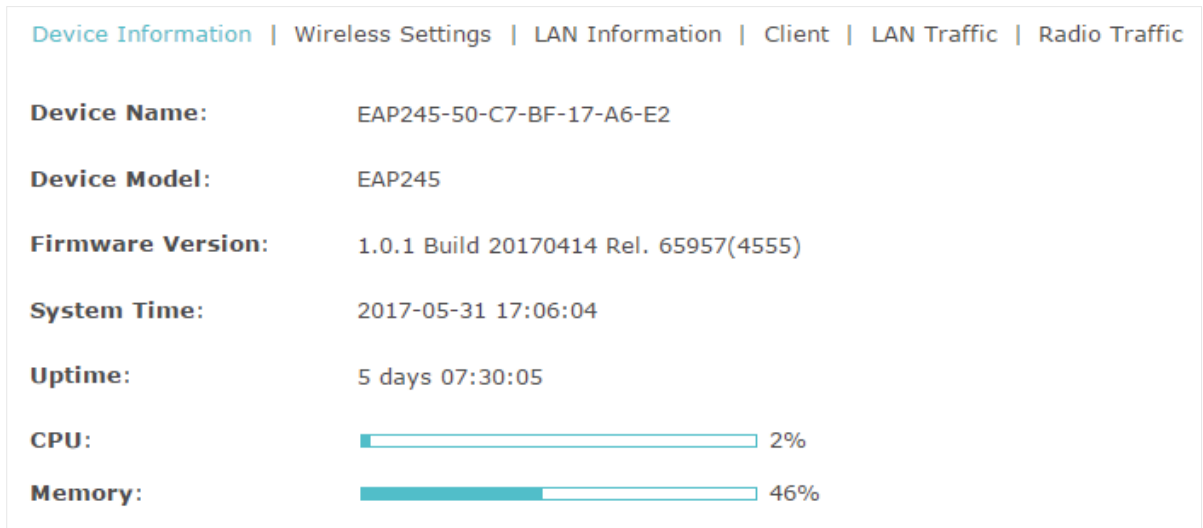 Device Information | Wireless Settings | LAN Information | Client | LAN Traffic | Radio Traffic
Device Name: EAP245-50-C7-BF-17-A6-E2
Device Model: EAP245
Firmware Version: 1.0.1 Build 20170414 Rel. 65957(4555)
System Time: 2017-05-31 17:06:04
Uptime: 5 days 07:30:05
CPU: 2%
Memory: 46%